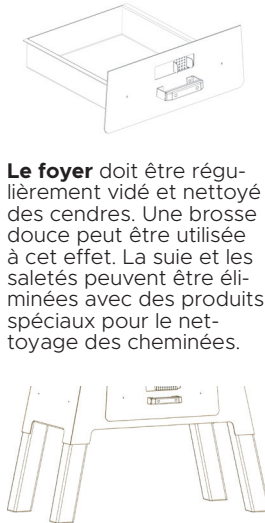 Le foyer doit être régu-
lièrement vidé et nettoyé
des cendres. Une brosse
douce peut être utilisée
à cet effet. La suie et les
saletés peuvent être éli-
minées avec des produits
spéciaux pour le net-
toyage des cheminées.